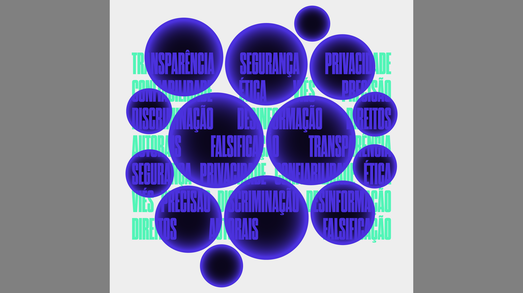 TRANSPARÊNCIA SEGURANÇA PRIVACIDADE
CONFIABILIDADE ÉTICA VIÉS PRECISÃO
DISCRIMINAÇÃO DESINFORMAÇÃO DIREITOS
AUTORAIS FALSIFICAÇÃO TRANSPARÊNCIA
SEGURANÇA PRIVACIDADE CONFIABILIDADE ÉTICA
VIÉS PRECISÃO DISCRIMINAÇÃO DESINFORMAÇÃO
DIREITOS AUTORAIS FALSIFICAÇÃO